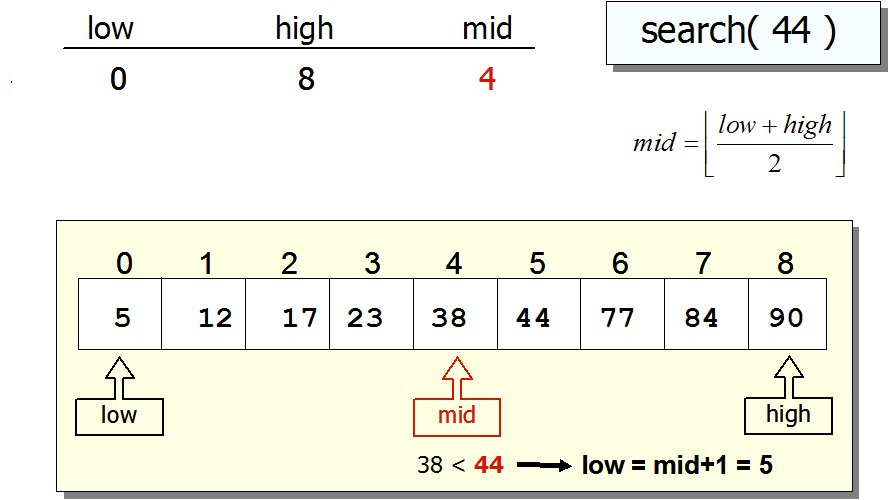 low high mid
0 8 4
search( 44 )
mid = ⌊ low + high / 2 ⌋
0 1 2 3 4 5 6 7 8
5 12 17 23 38 44 77 84 90
low mid high
38 < 44 → low = mid+1 = 5